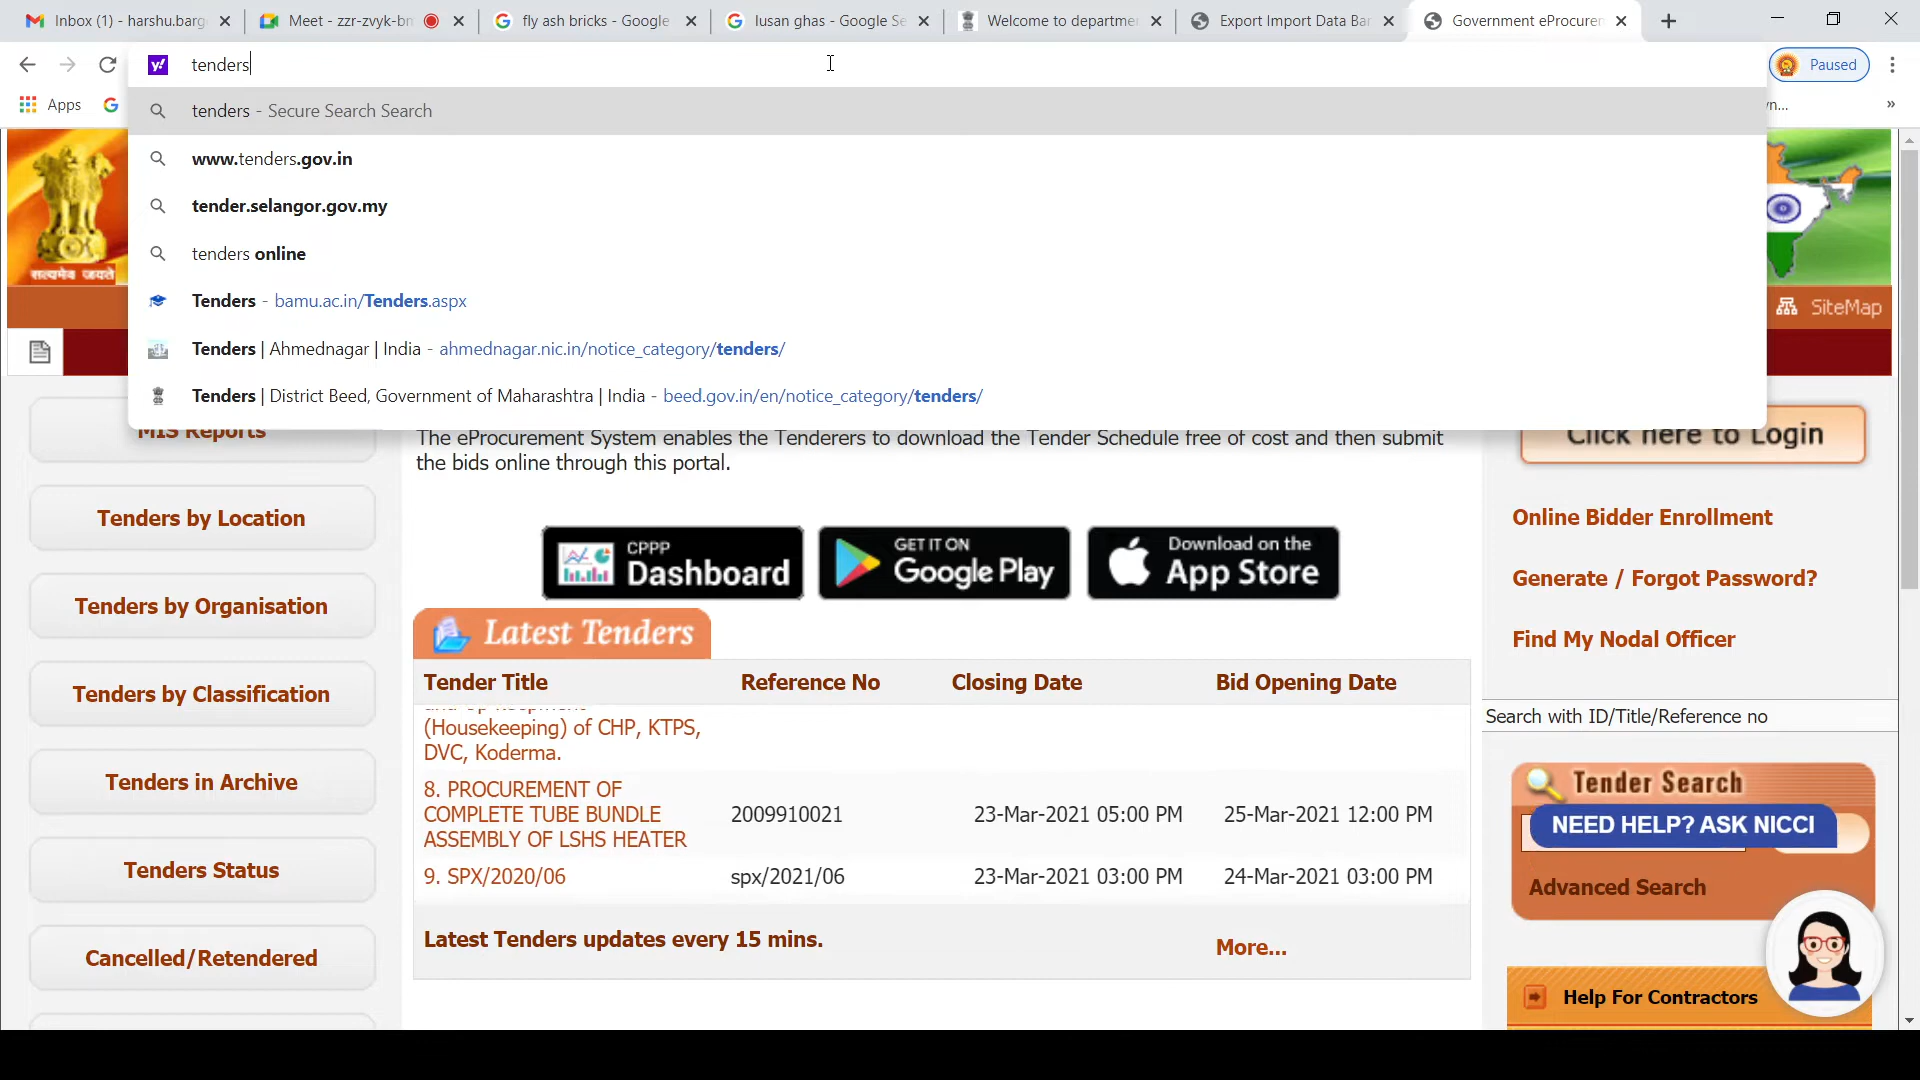 Inbox (1) - harshu.barg
Meet - zzr-zvyk-bn
fly ash bricks - Google
lusan ghas - Google Se
Welcome to departmen
Export Import Data Ban
Government eProcurem
tenders
Paused
Apps
tenders - Secure Search Search
www.tenders.gov.in
tender.selangor.gov.my
tenders online
Tenders - bamu.ac.in/Tenders.aspx
Tenders | Ahmednagar | India - ahmednagar.nic.in/notice_category/tenders/
Tenders | District Beed, Government of Maharashtra | India - beed.gov.in/en/notice_category/tenders/
सत्यमेव जयते
SiteMap
MIS Reports
Tenders by Location
Tenders by Organisation
Tenders by Classification
Tenders in Archive
Tenders Status
Cancelled/Retendered
The eProcurement System enables the Tenderers to download the Tender Schedule free of cost and then submit
the bids online through this portal.
CPPP
Dashboard
GET IT ON
Google Play
Download on the
App Store
Latest Tenders
Tender Title Reference No Closing Date Bid Opening Date
(Housekeeping) of CHP, KTPS,
DVC, Koderma.
8. PROCUREMENT OF
COMPLETE TUBE BUNDLE 2009910021 23-Mar-2021 05:00 PM 25-Mar-2021 12:00 PM
ASSEMBLY OF LSHS HEATER
9. SPX/2020/06 spx/2021/06 23-Mar-2021 03:00 PM 24-Mar-2021 03:00 PM
Latest Tenders updates every 15 mins.
More...
Click here to Login
Online Bidder Enrollment
Generate / Forgot Password?
Find My Nodal Officer
Search with ID/Title/Reference no
Tender Search
NEED HELP? ASK NICCI
Advanced Search
Help For Contractors